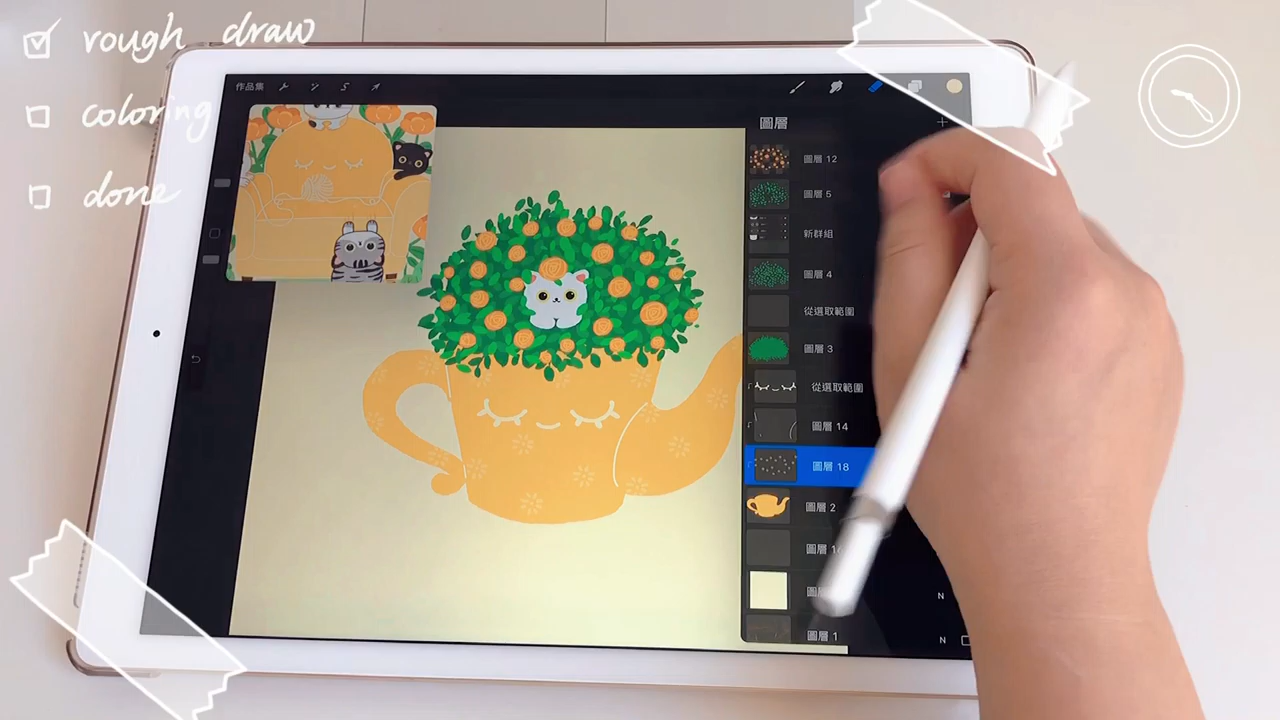 rough draw
coloring
done
作品集
圖層
圖層 12
圖層 5
新群組
圖層 4
從選取範圍
圖層 3
從選取範圍
圖層 14
圖層 18
圖層 2
圖層
N
圖層 1
N